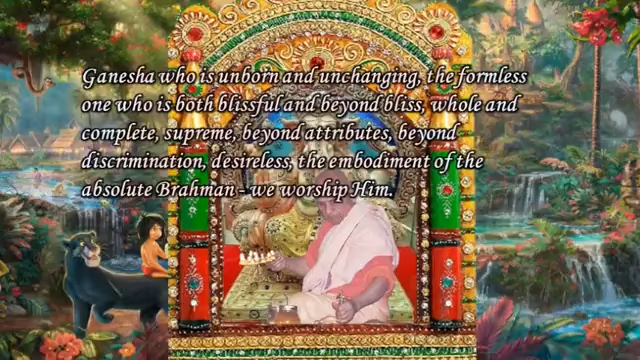 Ganesha who is unborn and unchanging, the formless
one who is both blissful and beyond bliss, whole and
complete, supreme, beyond attributes, beyond
discrimination, desireless, the embodiment of the
absolute Brahman - we worship Him.